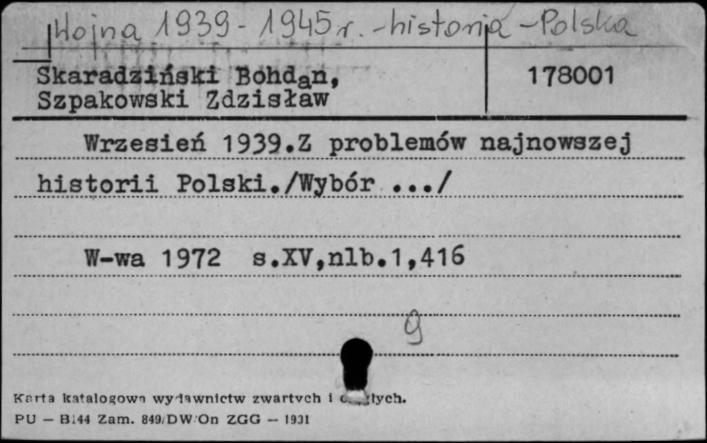 Wojna 1939 - 1945 r. - historia - Polska
Skaradziński Bohdan,
178001
Szpakowski Zdzisław
Wrzesień 1939.Z problemów najnowszej
historii Polski./Wybór .../
W-wa 1972 s.XV,nlb.1,416
9
Karta katalogowa wydawnictw zwartych i
PU — B144 Zam. 849/DW/On ZGG — 1931